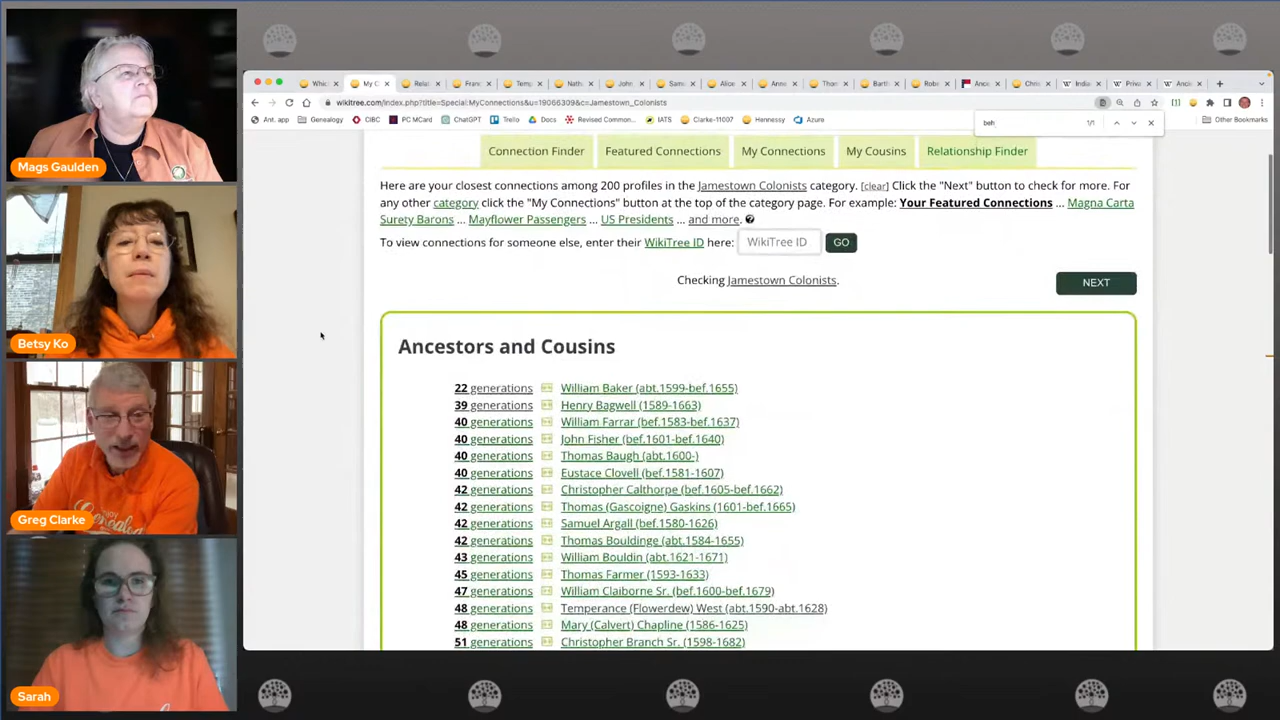 Mags Gaulden
Betsy Ko
Greg Clarke
Sarah
My C
wikitree.com/index.php?title=Special:MyConnections&u=19066309&c=Jamestown_Colonists
Ant. app Genealogy CIBC PC MCard ChatGPT Trello Docs Revised Common... IATS Clarke-11007 Hennessy Azure Other Bookmarks
beh 1/1
Connection Finder Featured Connections My Connections My Cousins Relationship Finder
Here are your closest connections among 200 profiles in the Jamestown Colonists category. [clear] Click the "Next" button to check for more. For
any other category click the "My Connections" button at the top of the category page. For example: Your Featured Connections ... Magna Carta
Surety Barons ... Mayflower Passengers ... US Presidents ... and more.
To view connections for someone else, enter their WikiTree ID here: WikiTree ID GO
Checking Jamestown Colonists. NEXT
Ancestors and Cousins
22 generations William Baker (abt.1599-bef.1655)
39 generations Henry Bagwell (1589-1663)
40 generations William Farrar (bef.1583-bef.1637)
40 generations John Fisher (bef.1601-bef.1640)
40 generations Thomas Baugh (abt.1600-)
40 generations Eustace Clovell (bef.1581-1607)
42 generations Christopher Calthorpe (bef.1605-bef.1662)
42 generations Thomas (Gascoigne) Gaskins (1601-bef.1665)
42 generations Samuel Argall (bef.1580-1626)
42 generations Thomas Bouldinge (abt.1584-1655)
43 generations William Bouldin (abt.1621-1671)
45 generations Thomas Farmer (1593-1633)
47 generations William Claiborne Sr. (bef.1600-bef.1679)
48 generations Temperance (Flowerdew) West (abt.1590-abt.1628)
48 generations Mary (Calvert) Chapline (1586-1625)
51 generations Christopher Branch Sr. (1598-1682)